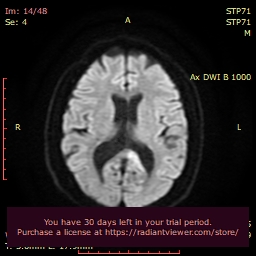 Im: 14/48
Se: 4
STP71
STP71
M
A
Ax DWI B 1000
R
L
You have 30 days left in your trial period.
Purchase a license at https://radiantviewer.com/store/